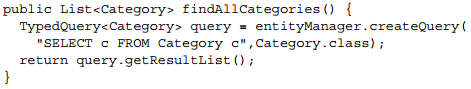 public List<Category> findAllCategories() {
  TypedQuery<Category> query = entityManager.createQuery(
    "SELECT c FROM Category c",Category.class);
  return query.getResultList();
}